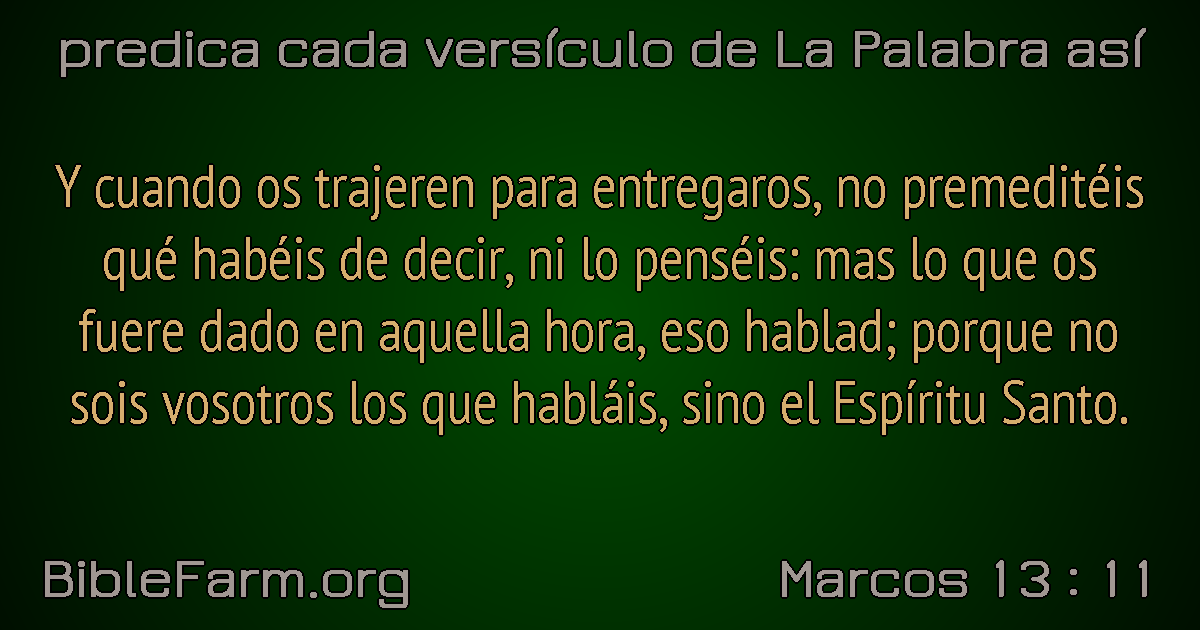 predica cada versículo de La Palabra así
Y cuando os trajeren para entregaros, no premeditéis
qué habéis de decir, ni lo penséis: mas lo que os
fuere dado en aquella hora, eso hablad; porque no
sois vosotros los que habláis, sino el Espíritu Santo.
BibleFarm.org
Marcos 13 : 11